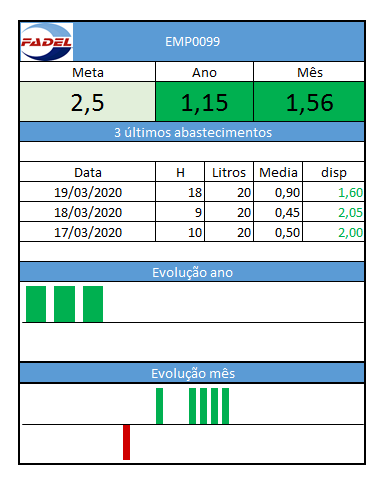 FADEL EMP0099
Meta Ano Mês
2,5 1,15 1,56
3 últimos abastecimentos
Data H Litros Media disp
19/03/2020 18 20 0,90 1,60
18/03/2020 9 20 0,45 2,05
17/03/2020 10 20 0,50 2,00
Evolução ano
Evolução mês